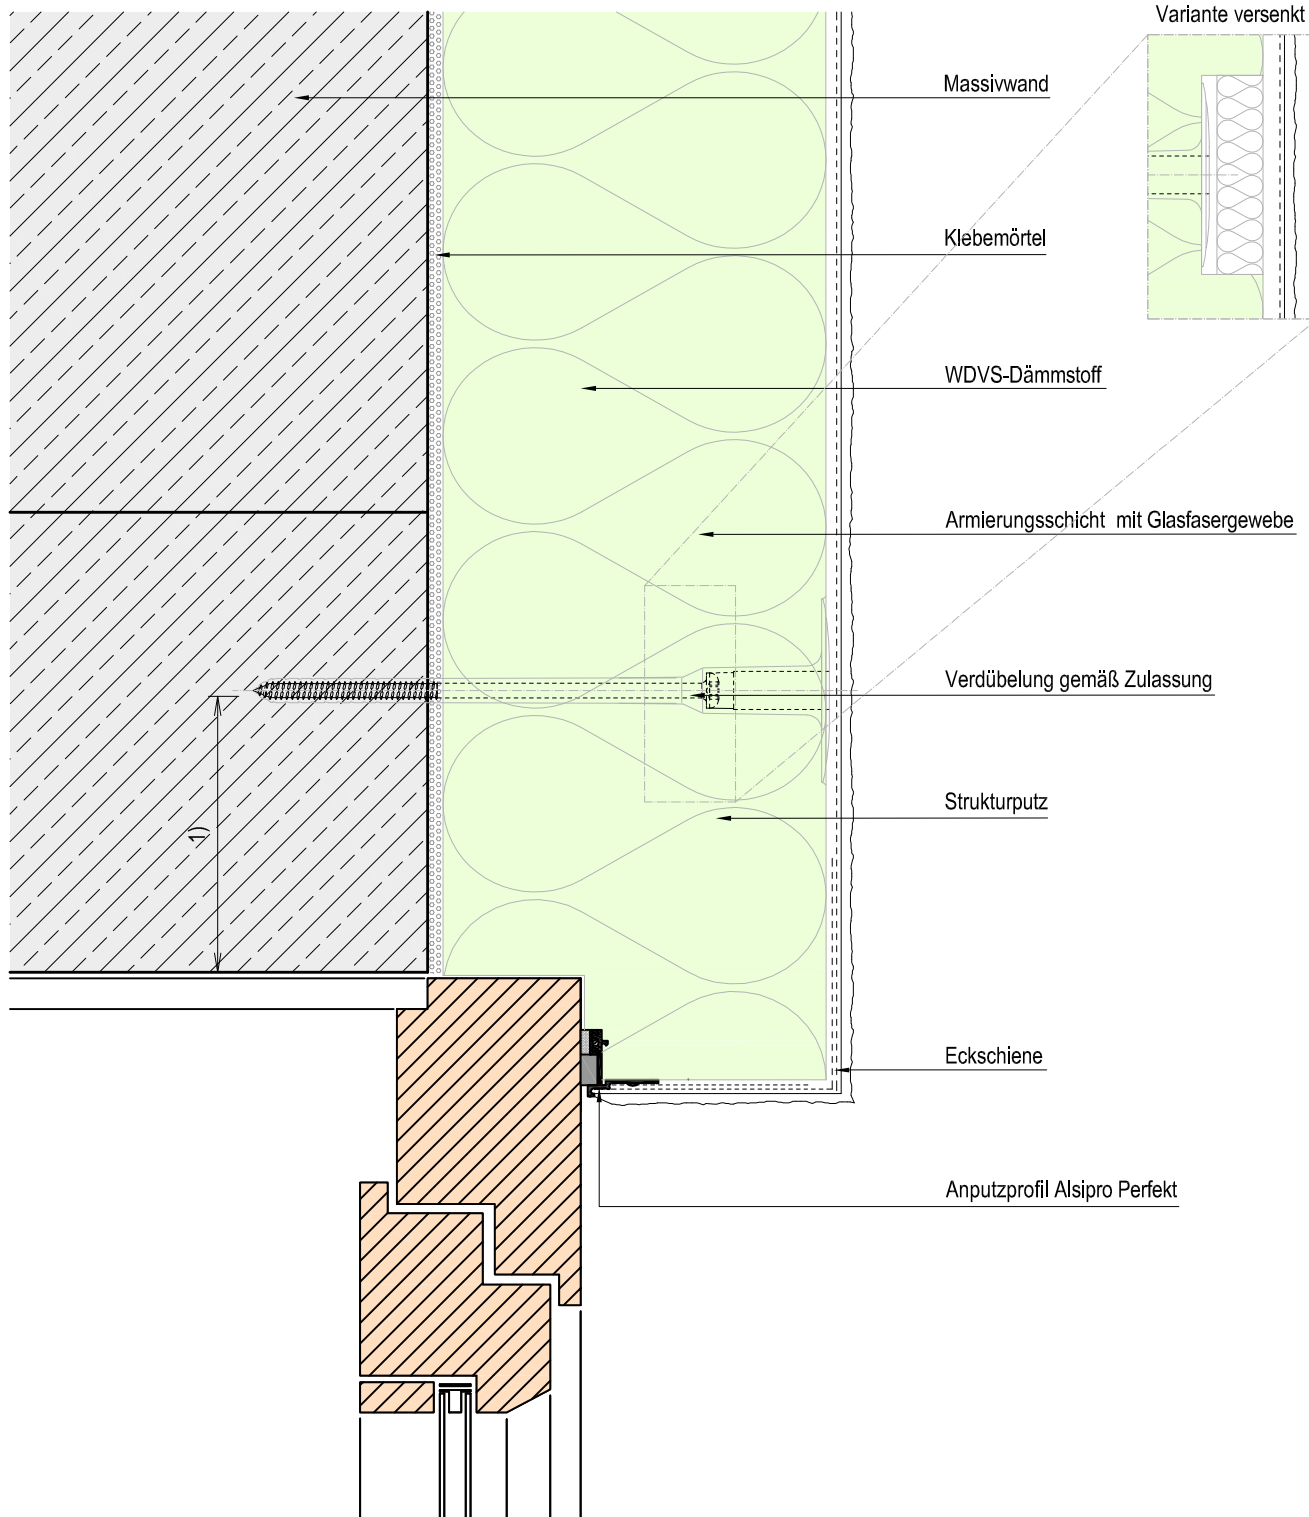 Variante versenkt
Massivwand
Klebemörtel
WDVS-Dämmstoff
Armierungsschicht mit Glasfasergewebe
Verdübelung gemäß Zulassung
Strukturputz
1)
Eckschiene
Anputzprofil Alsipro Perfekt